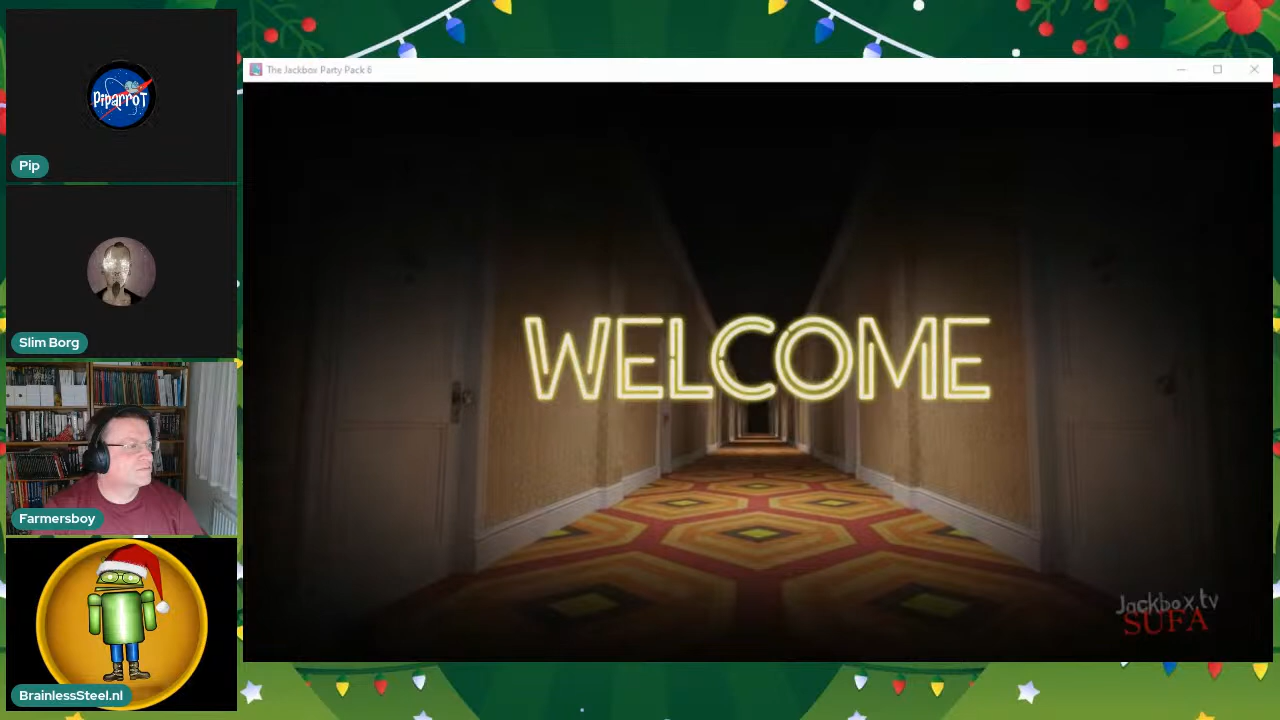 Piparrot
Pip
Slim Borg
Farmersboy
BrainlessSteel.nl
The Jackbox Party Pack 6
WELCOME
Jackbox.tv
SUFA